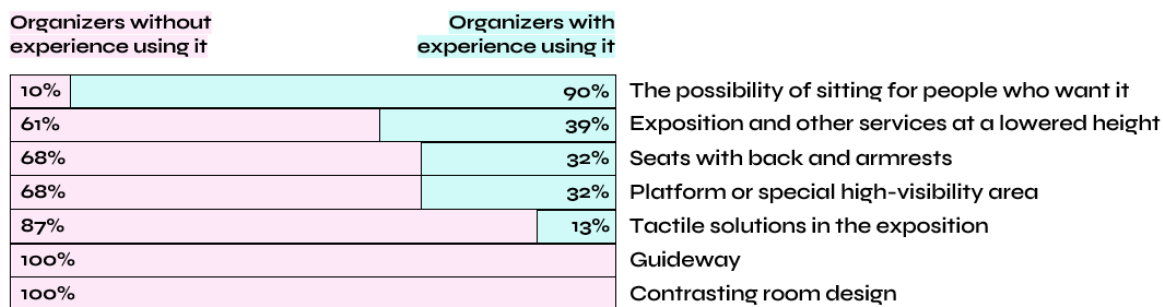 Organizers without
experience using it
Organizers with
experience using it
10% 90% The possibility of sitting for people who want it
61% 39% Exposition and other services at a lowered height
68% 32% Seats with back and armrests
68% 32% Platform or special high-visibility area
87% 13% Tactile solutions in the exposition
100% Guideway
100% Contrasting room design